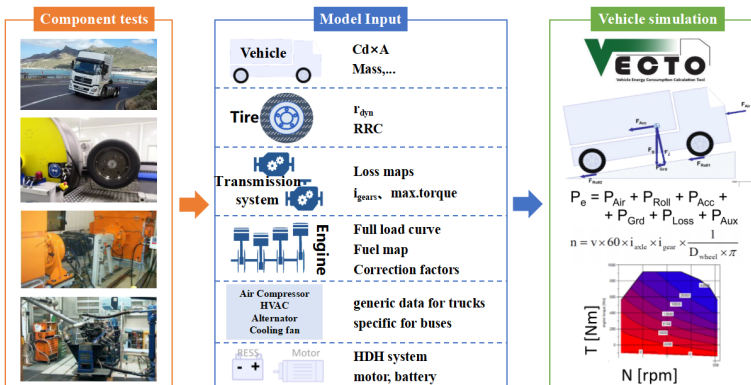 Component tests
Model Input
Vehicle
Cd×A
Mass,...
Tire
r_dyn
RRC
Transmission
system
Loss maps
i_gears、max.torque
Engine
Full load curve
Fuel map
Correction factors
Air Compressor
HVAC
Alternator
Cooling fan
generic data for trucks
specific for buses
RESS
Motor
- +
HDH system
motor, battery
Vehicle simulation
VECTO
Vehicle Energy Consumption Calculation Tool
F_Acc
F_Grd
P_e = P_Air + P_Roll + P_Acc +
+ P_Grd + P_Loss + P_Aux
n = v×60×i_axle×i_gear×1/(D_wheel×π)
T [Nm]
N [rpm]